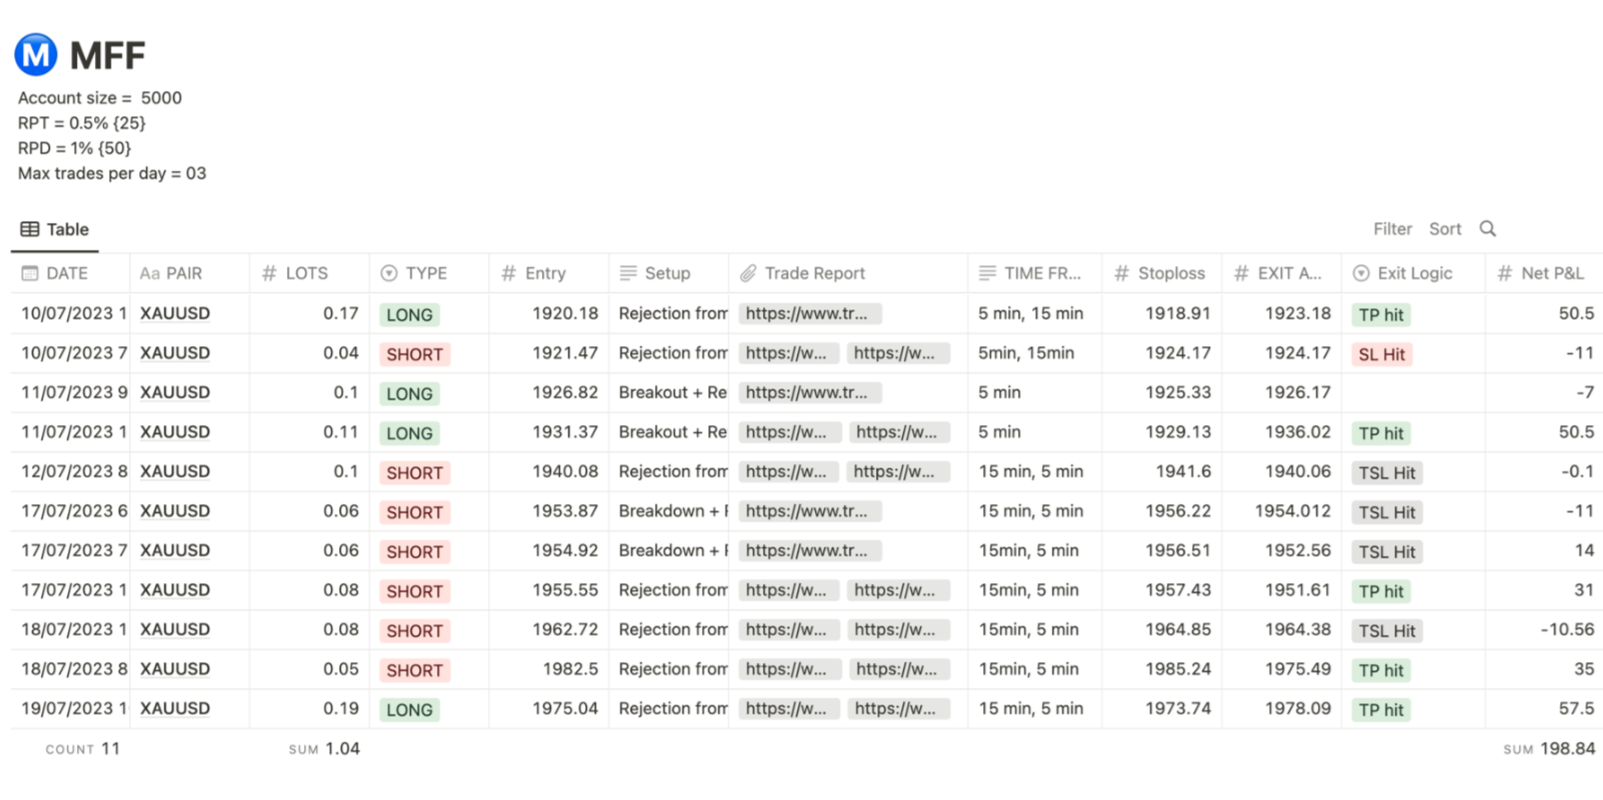 M MFF
Account size = 5000
RPT = 0.5% {25}
RPD = 1% {50}
Max trades per day = 03
Table Filter Sort
DATE Aa PAIR # LOTS TYPE # Entry Setup Trade Report TIME FR... # Stoploss # EXIT A... Exit Logic # Net P&L
10/07/2023 1 XAUUSD 0.17 LONG 1920.18 Rejection from https://www.tr... 5 min, 15 min 1918.91 1923.18 TP hit 50.5
10/07/2023 7 XAUUSD 0.04 SHORT 1921.47 Rejection from https://w... https://w... 5min, 15min 1924.17 1924.17 SL Hit -11
11/07/2023 9 XAUUSD 0.1 LONG 1926.82 Breakout + Re https://www.tr... 5 min 1925.33 1926.17 -7
11/07/2023 1 XAUUSD 0.11 LONG 1931.37 Breakout + Re https://w... https://w... 5 min 1929.13 1936.02 TP hit 50.5
12/07/2023 8 XAUUSD 0.1 SHORT 1940.08 Rejection from https://w... https://w... 15 min, 5 min 1941.6 1940.06 TSL Hit -0.1
17/07/2023 6 XAUUSD 0.06 SHORT 1953.87 Breakdown + https://www.tr... 15 min, 5 min 1956.22 1954.012 TSL Hit -11
17/07/2023 7 XAUUSD 0.06 SHORT 1954.92 Breakdown + https://www.tr... 15min, 5 min 1956.51 1952.56 TSL Hit 14
17/07/2023 1 XAUUSD 0.08 SHORT 1955.55 Rejection from https://w... https://w... 15min, 5 min 1957.43 1951.61 TP hit 31
18/07/2023 1 XAUUSD 0.08 SHORT 1962.72 Rejection from https://w... https://w... 15min, 5 min 1964.85 1964.38 TSL Hit -10.56
18/07/2023 8 XAUUSD 0.05 SHORT 1982.5 Rejection from https://w... https://w... 15min, 5 min 1985.24 1975.49 TP hit 35
19/07/2023 1 XAUUSD 0.19 LONG 1975.04 Rejection from https://w... https://w... 15 min, 5 min 1973.74 1978.09 TP hit 57.5
COUNT 11 SUM 1.04 SUM 198.84